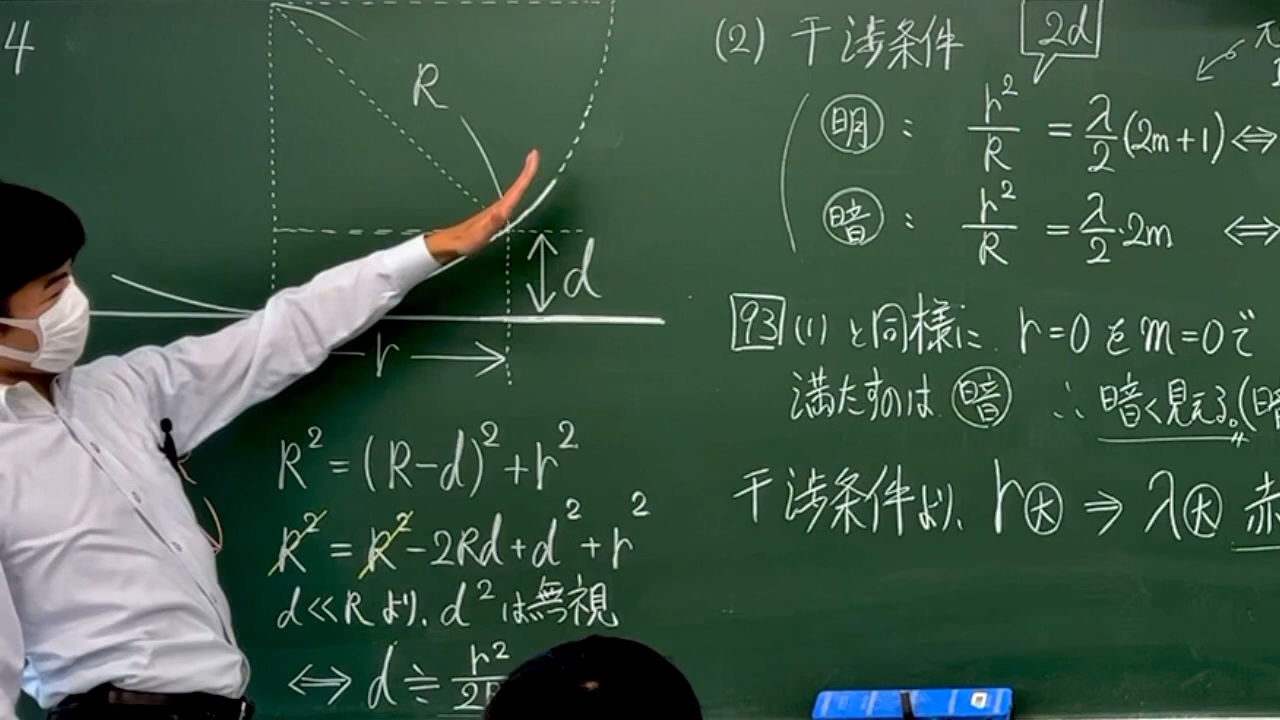 4
R
d
r
R² = (R-d)² + r²
R² = R² - 2Rd + d² + r²
d ≪ R より、d²は無視
⇔ d ≒ r²/2R
(2) 干渉条件
2d
明 : r²/R = λ/2 (2m+1) ⇔
暗 : r²/R = λ/2・2m ⇔
93 (1)と同様に r=0をm=0で
満たすのは 暗 ∴ 暗く見える。(暗
干渉条件より、r大 ⇒ λ大 赤